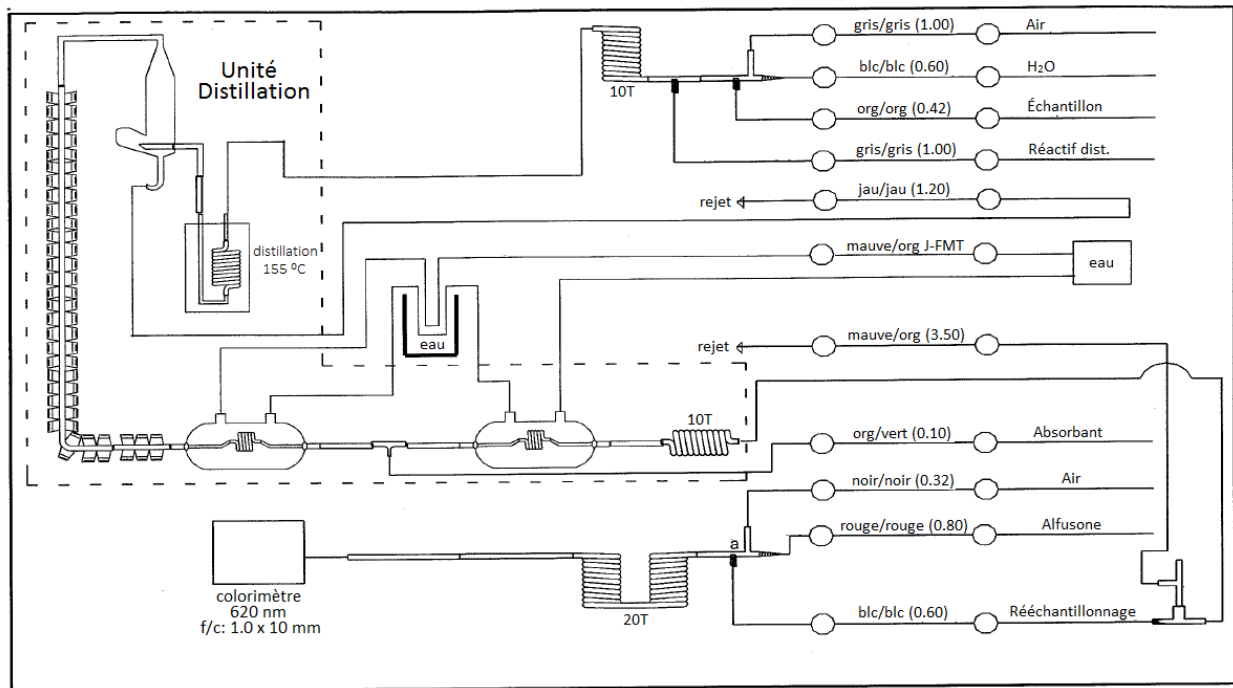 gris/gris (1.00) Air
Unité
Distillation
blc/blc (0.60) H₂O
10T
org/org (0.42) Échantillon
gris/gris (1.00) Réactif dist.
jau/jau (1.20)
rejet
distillation
155 ⁰C
mauve/org J-FMT
eau
eau
mauve/org (3.50)
rejet
10T
org/vert (0.10) Absorbant
noir/noir (0.32) Air
rouge/rouge (0.80) Alfusone
a
colorimètre
620 nm
f/c: 1.0 x 10 mm
20T
blc/blc (0.60) Rééchantillonnage